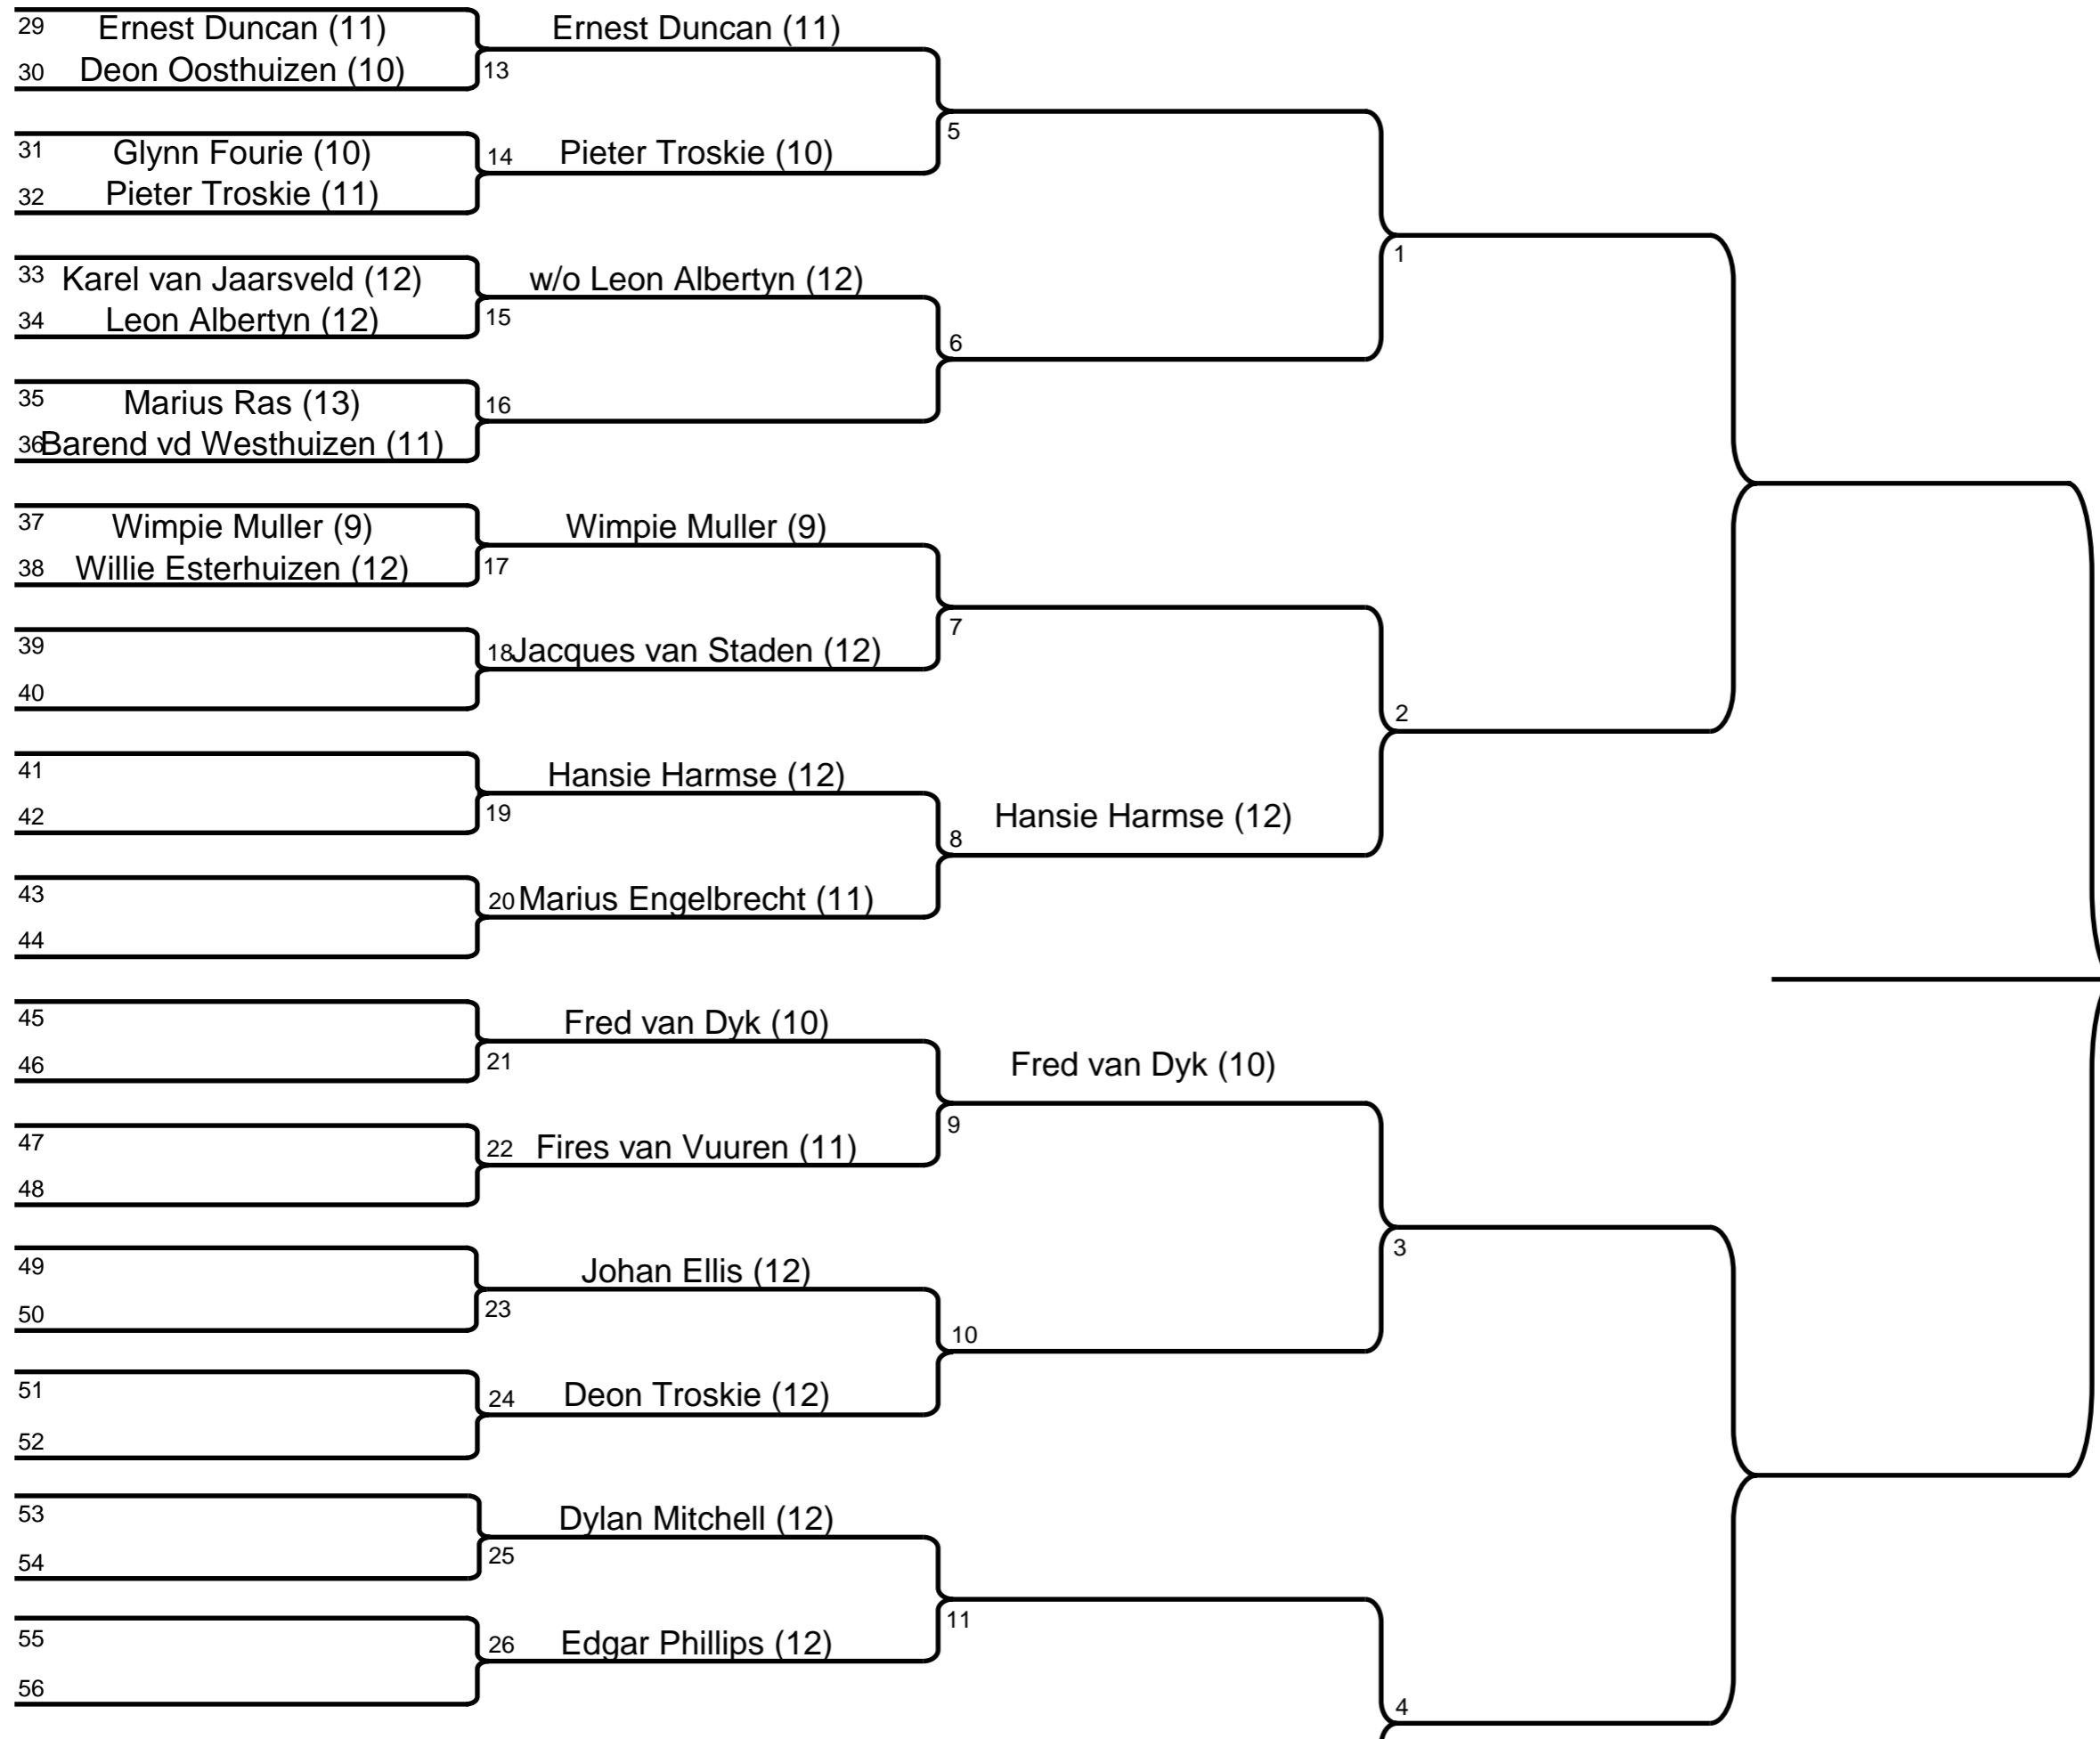 29 Ernest Duncan (11)
30 Deon Oosthuizen (10)
31 Glynn Fourie (10)
32 Pieter Troskie (11)
33 Karel van Jaarsveld (12)
34 Leon Albertyn (12)
35 Marius Ras (13)
36 Barend vd Westhuizen (11)
37 Wimpie Muller (9)
38 Willie Esterhuizen (12)
39
40
41
42
43
44
45
46
47
48
49
50
51
52
53
54
55
56
Ernest Duncan (11)
13
14 Pieter Troskie (10)
w/o Leon Albertyn (12)
15
16
Wimpie Muller (9)
17
18 Jacques van Staden (12)
Hansie Harmse (12)
19
20 Marius Engelbrecht (11)
Fred van Dyk (10)
21
22 Fires van Vuuren (11)
Johan Ellis (12)
23
24 Deon Troskie (12)
Dylan Mitchell (12)
25
26 Edgar Phillips (12)
5
6
7
Hansie Harmse (12)
8
Fred van Dyk (10)
9
10
11
1
2
3
4